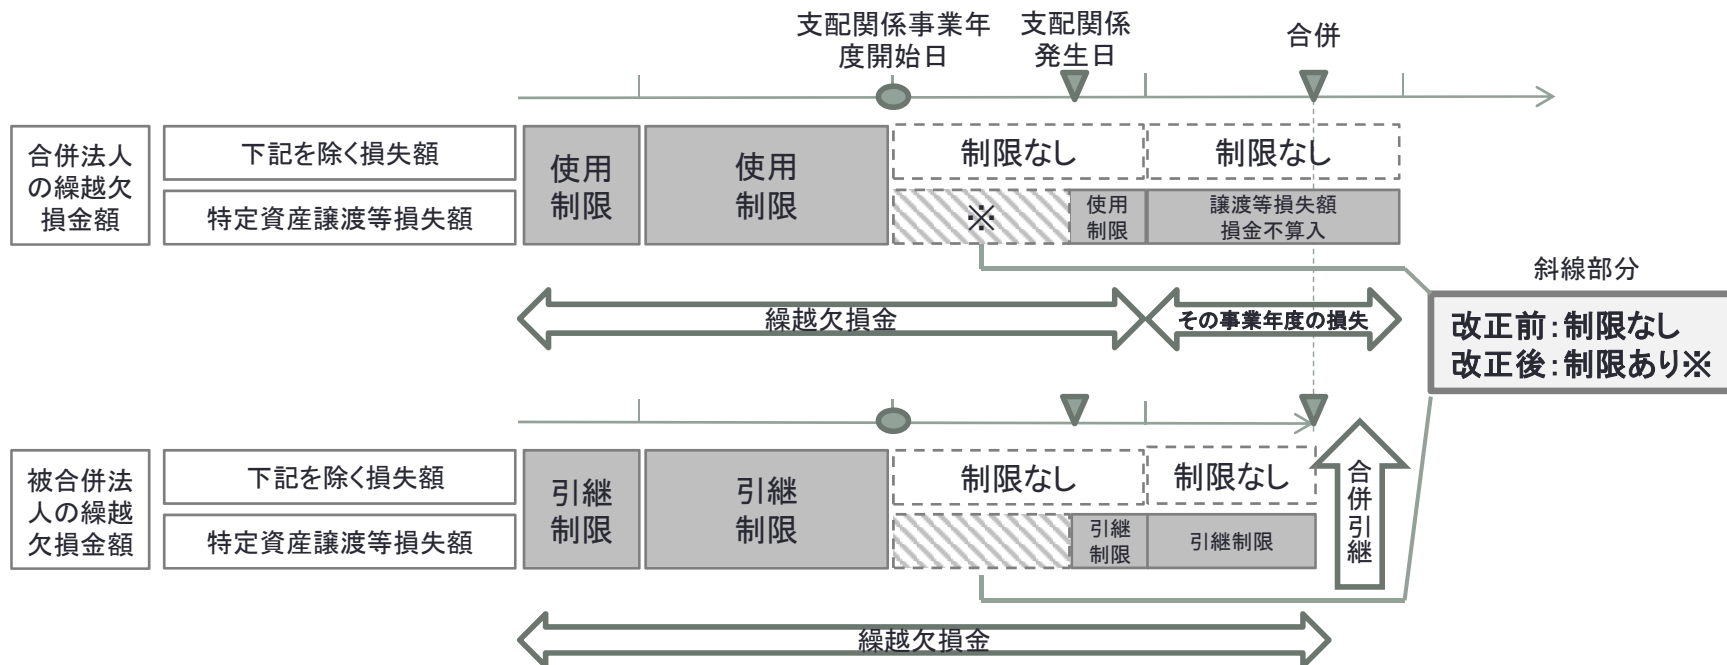 支配関係事業年
度開始日
支配関係
発生日
合併
合併法人
の繰越欠
損金額
下記を除く損失額
特定資産譲渡等損失額
使用
制限
使用
制限
制限なし
制限なし
※
使用
制限
譲渡等損失額
損金不算入
斜線部分
繰越欠損金
その事業年度の損失
改正前：制限なし
改正後：制限あり※
被合併法
人の繰越
欠損金額
下記を除く損失額
特定資産譲渡等損失額
引継
制限
引継
制限
制限なし
制限なし
引継
制限
引継制限
合併引継
繰越欠損金